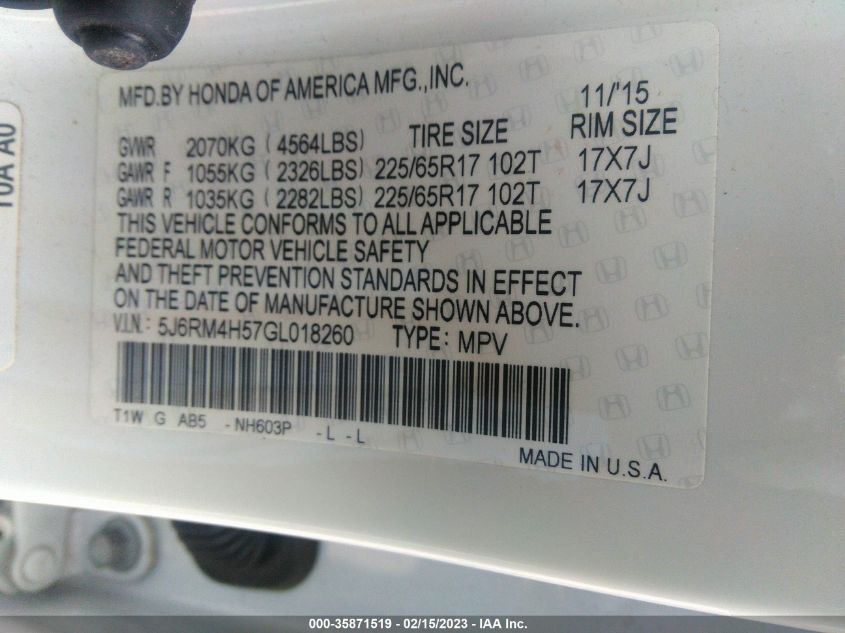 10A A0
MFD.BY HONDA OF AMERICA MFG.,INC. 11/'15
TIRE SIZE RIM SIZE
GVWR 2070KG (4564LBS)
GAWR F 1055KG (2326LBS) 225/65R17 102T 17X7J
GAWR R 1035KG (2282LBS) 225/65R17 102T 17X7J
THIS VEHICLE CONFORMS TO ALL APPLICABLE
FEDERAL MOTOR VEHICLE SAFETY
AND THEFT PREVENTION STANDARDS IN EFFECT
ON THE DATE OF MANUFACTURE SHOWN ABOVE.
V.I.N.: 5J6RM4H57GL018260 TYPE: MPV
T1W G AB5 -NH603P -L -L
MADE IN U.S.A.
000-35871519 — 02/15/2023 — IAA Inc.